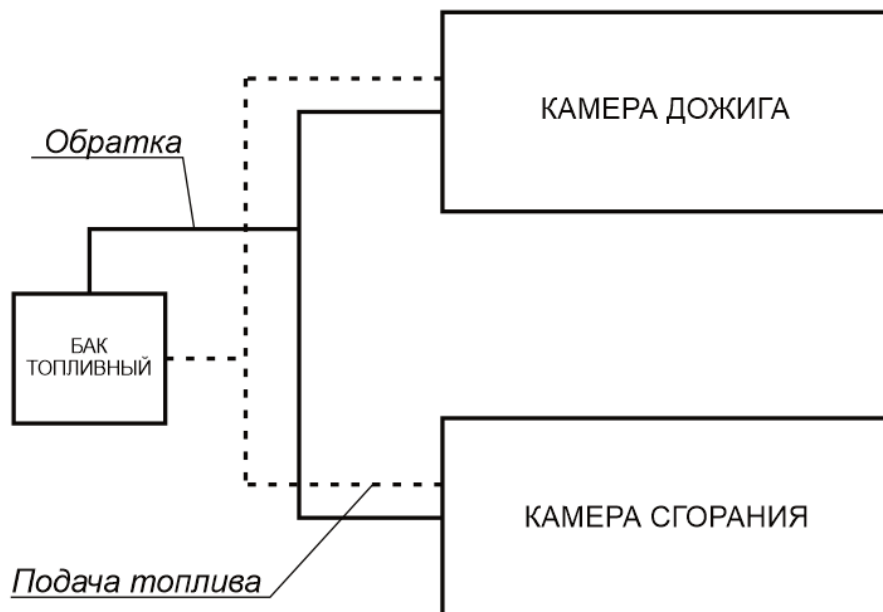 КАМЕРА ДОЖИГА
Обратка
БАК
ТОПЛИВНЫЙ
КАМЕРА СГОРАНИЯ
Подача топлива